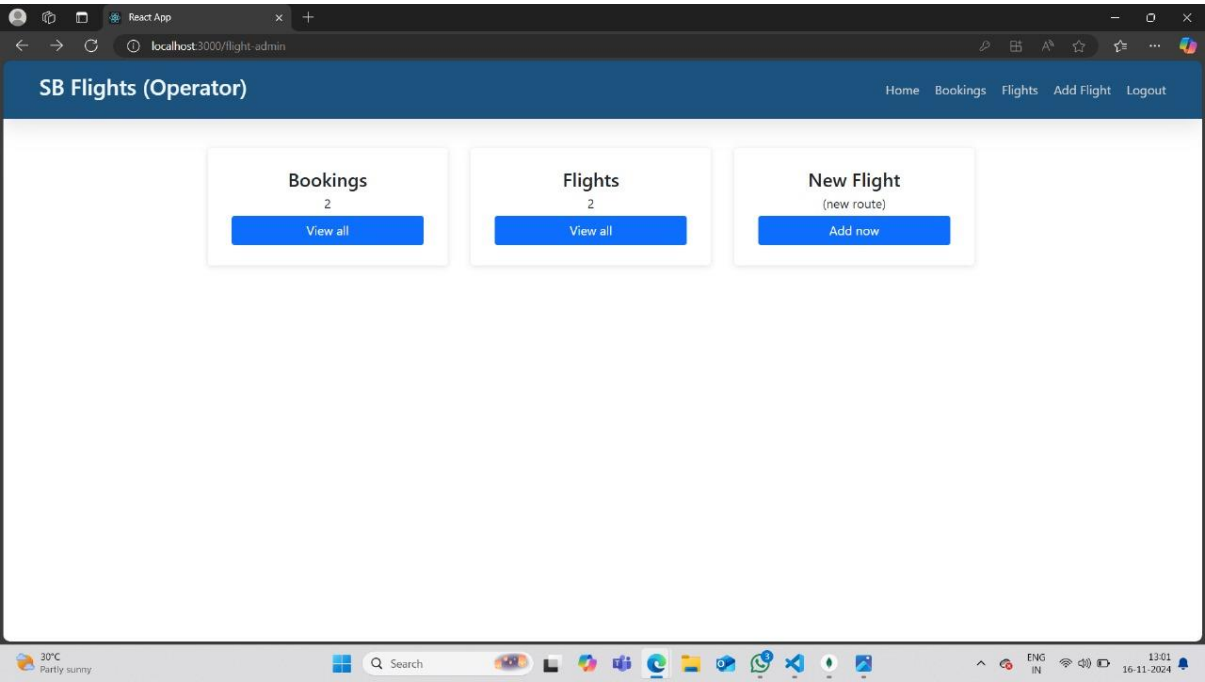 React App
localhost:3000/flight-admin
SB Flights (Operator)
Home Bookings Flights Add Flight Logout
Bookings
2
View all
Flights
2
View all
New Flight
(new route)
Add now
30°C
Partly sunny
Search
3
ENG
IN
13:01
16-11-2024